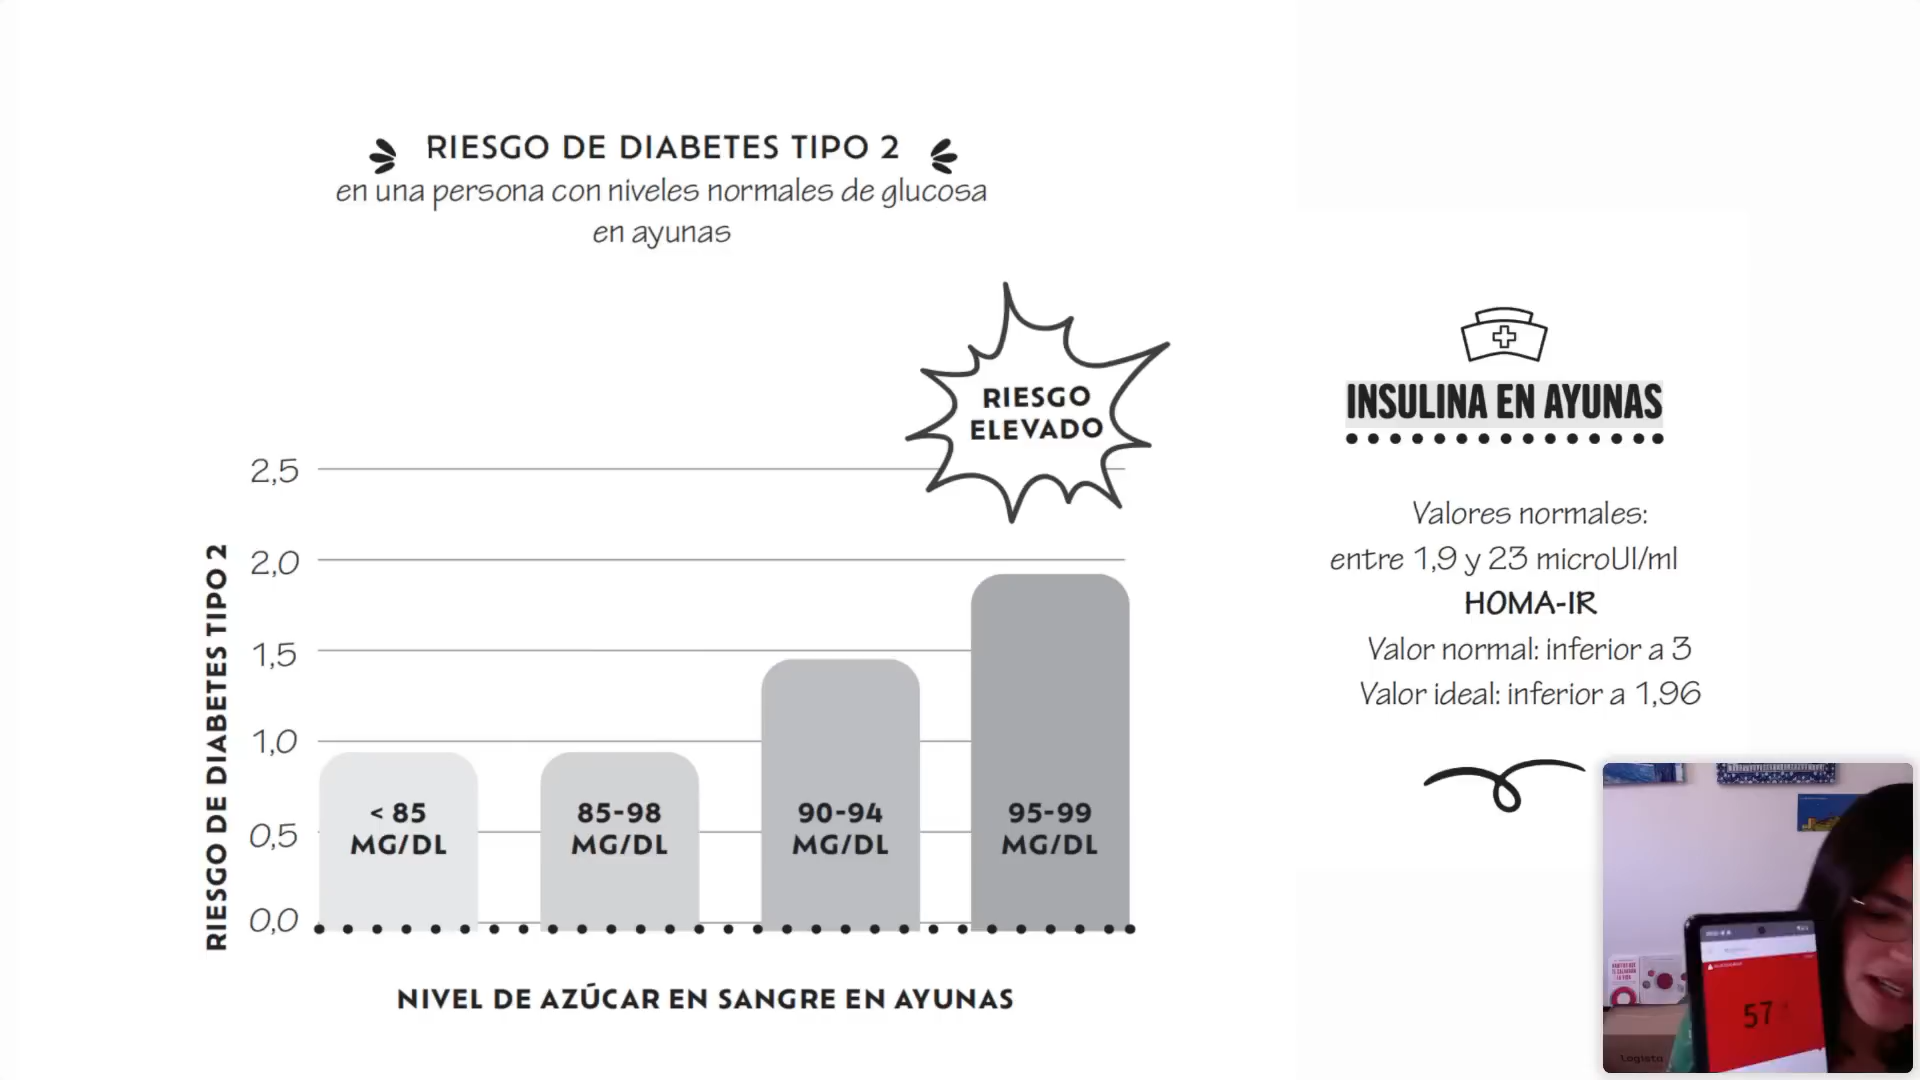 RIESGO DE DIABETES TIPO 2
en una persona con niveles normales de glucosa
en ayunas
RIESGO
ELEVADO
2,5
2,0
1,5
1,0
0,5
0,0
RIESGO DE DIABETES TIPO 2
< 85
MG/DL
85-98
MG/DL
90-94
MG/DL
95-99
MG/DL
NIVEL DE AZÚCAR EN SANGRE EN AYUNAS
INSULINA EN AYUNAS
Valores normales:
entre 1,9 y 23 microUI/ml
HOMA-IR
Valor normal: inferior a 3
Valor ideal: inferior a 1,96
57